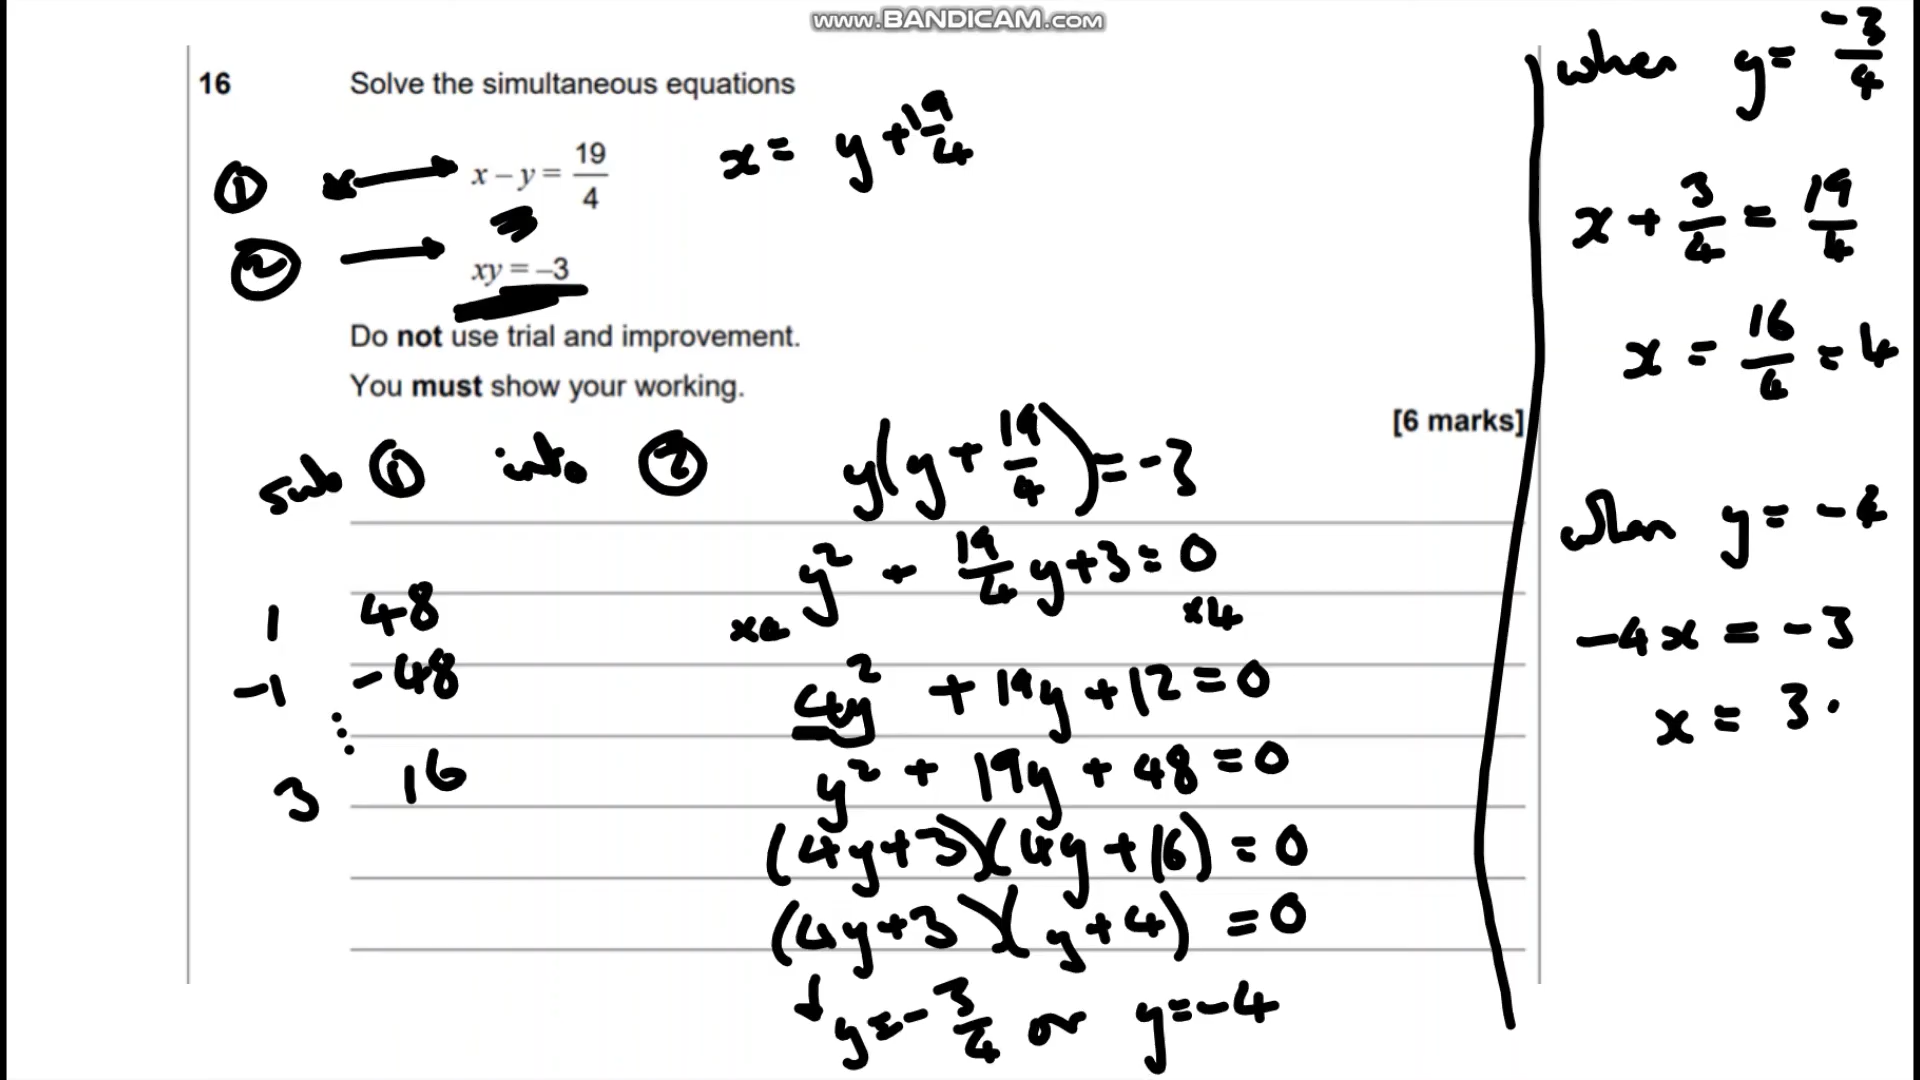 www.BANDICAM.com
16 Solve the simultaneous equations
① → x – y = 19/4
x = y + 19/4
② → xy = –3
Do not use trial and improvement.
You must show your working.
[6 marks]
sub ① into ② y(y + 19/4) = -3
y² + 19/4 y + 3 = 0
x4 x4
1 48
-1 -48
3 16
4y² + 19y + 12 = 0
y² + 19y + 48 = 0
(4y + 3)(4y + 16) = 0
(4y + 3)(y + 4) = 0
↓ y = - 3/4 or y = -4
when y = -3/4
x + 3/4 = 19/4
x = 16/4 = 4
when y = -4
-4x = -3
x = 3